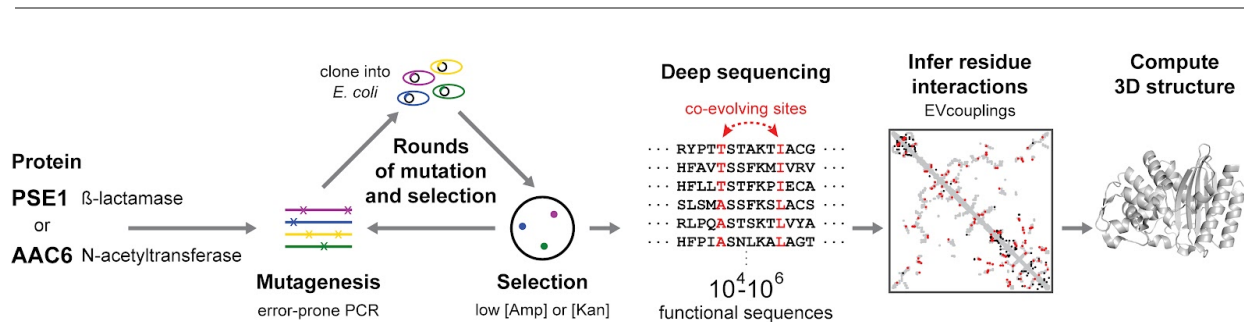 Protein
PSE1 ß-lactamase
or
AAC6 N-acetyltransferase
clone into
E. coli
Rounds
of mutation
and selection
Mutagenesis
error-prone PCR
Selection
low [Amp] or [Kan]
Deep sequencing
co-evolving sites
··· RYPTTSTAKTIACG ···
··· HFAVTSSFKMIVRV ···
··· HFLLTSTFKPIECA ···
··· SLSMASSFKSLACS ···
··· RLPQASTSKTLVYA ···
··· HFPIASNLKALAGT ···
10⁴-10⁶
functional sequences
Infer residue
interactions
EVcouplings
Compute
3D structure